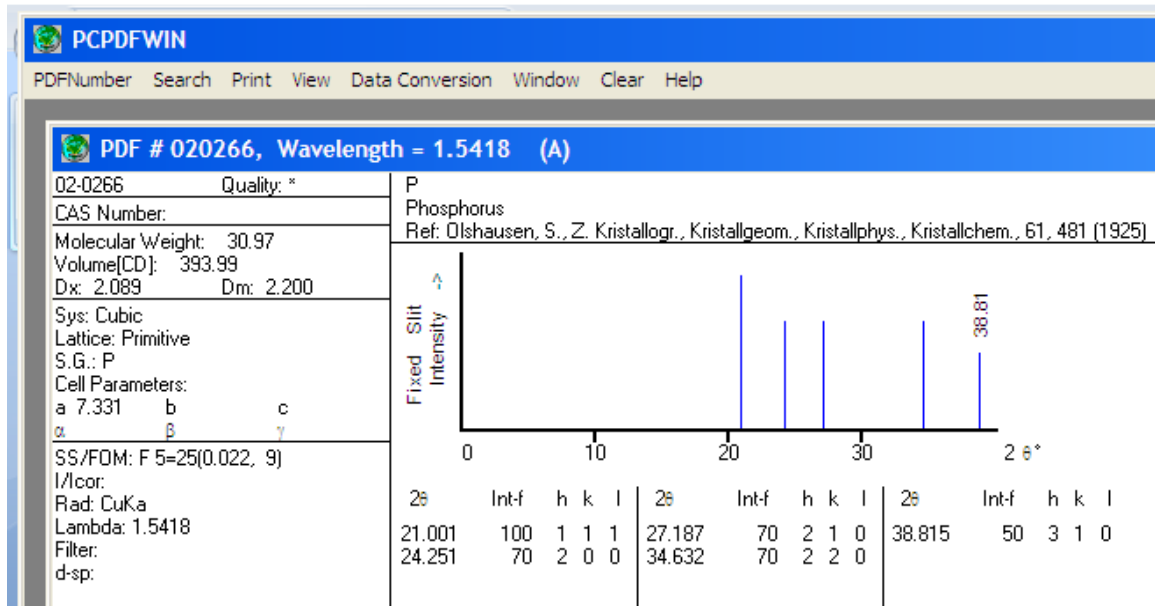 PCPDFWIN
PDFNumber Search Print View Data Conversion Window Clear Help
PDF # 020266, Wavelength = 1.5418 (A)
02-0266 Quality: *
CAS Number:
Molecular Weight: 30.97
Volume[CD]: 393.99
Dx: 2.089 Dm: 2.200
Sys: Cubic
Lattice: Primitive
S.G.: P
Cell Parameters:
a 7.331 b c
α β γ
SS/FOM: F 5=25(0.022, 9)
I/Icor:
Rad: CuKa
Lambda: 1.5418
Filter:
d-sp:
P
Phosphorus
Ref: Olshausen, S., Z. Kristallogr., Kristallgeom., Kristallphys., Kristallchem., 61, 481 (1925)
Fixed Slit
Intensity ->
38.81
0 10 20 30 2 θ°
2θ Int-f h k l 2θ Int-f h k l 2θ Int-f h k l
21.001 100 1 1 1 27.187 70 2 1 0 38.815 50 3 1 0
24.251 70 2 0 0 34.632 70 2 2 0